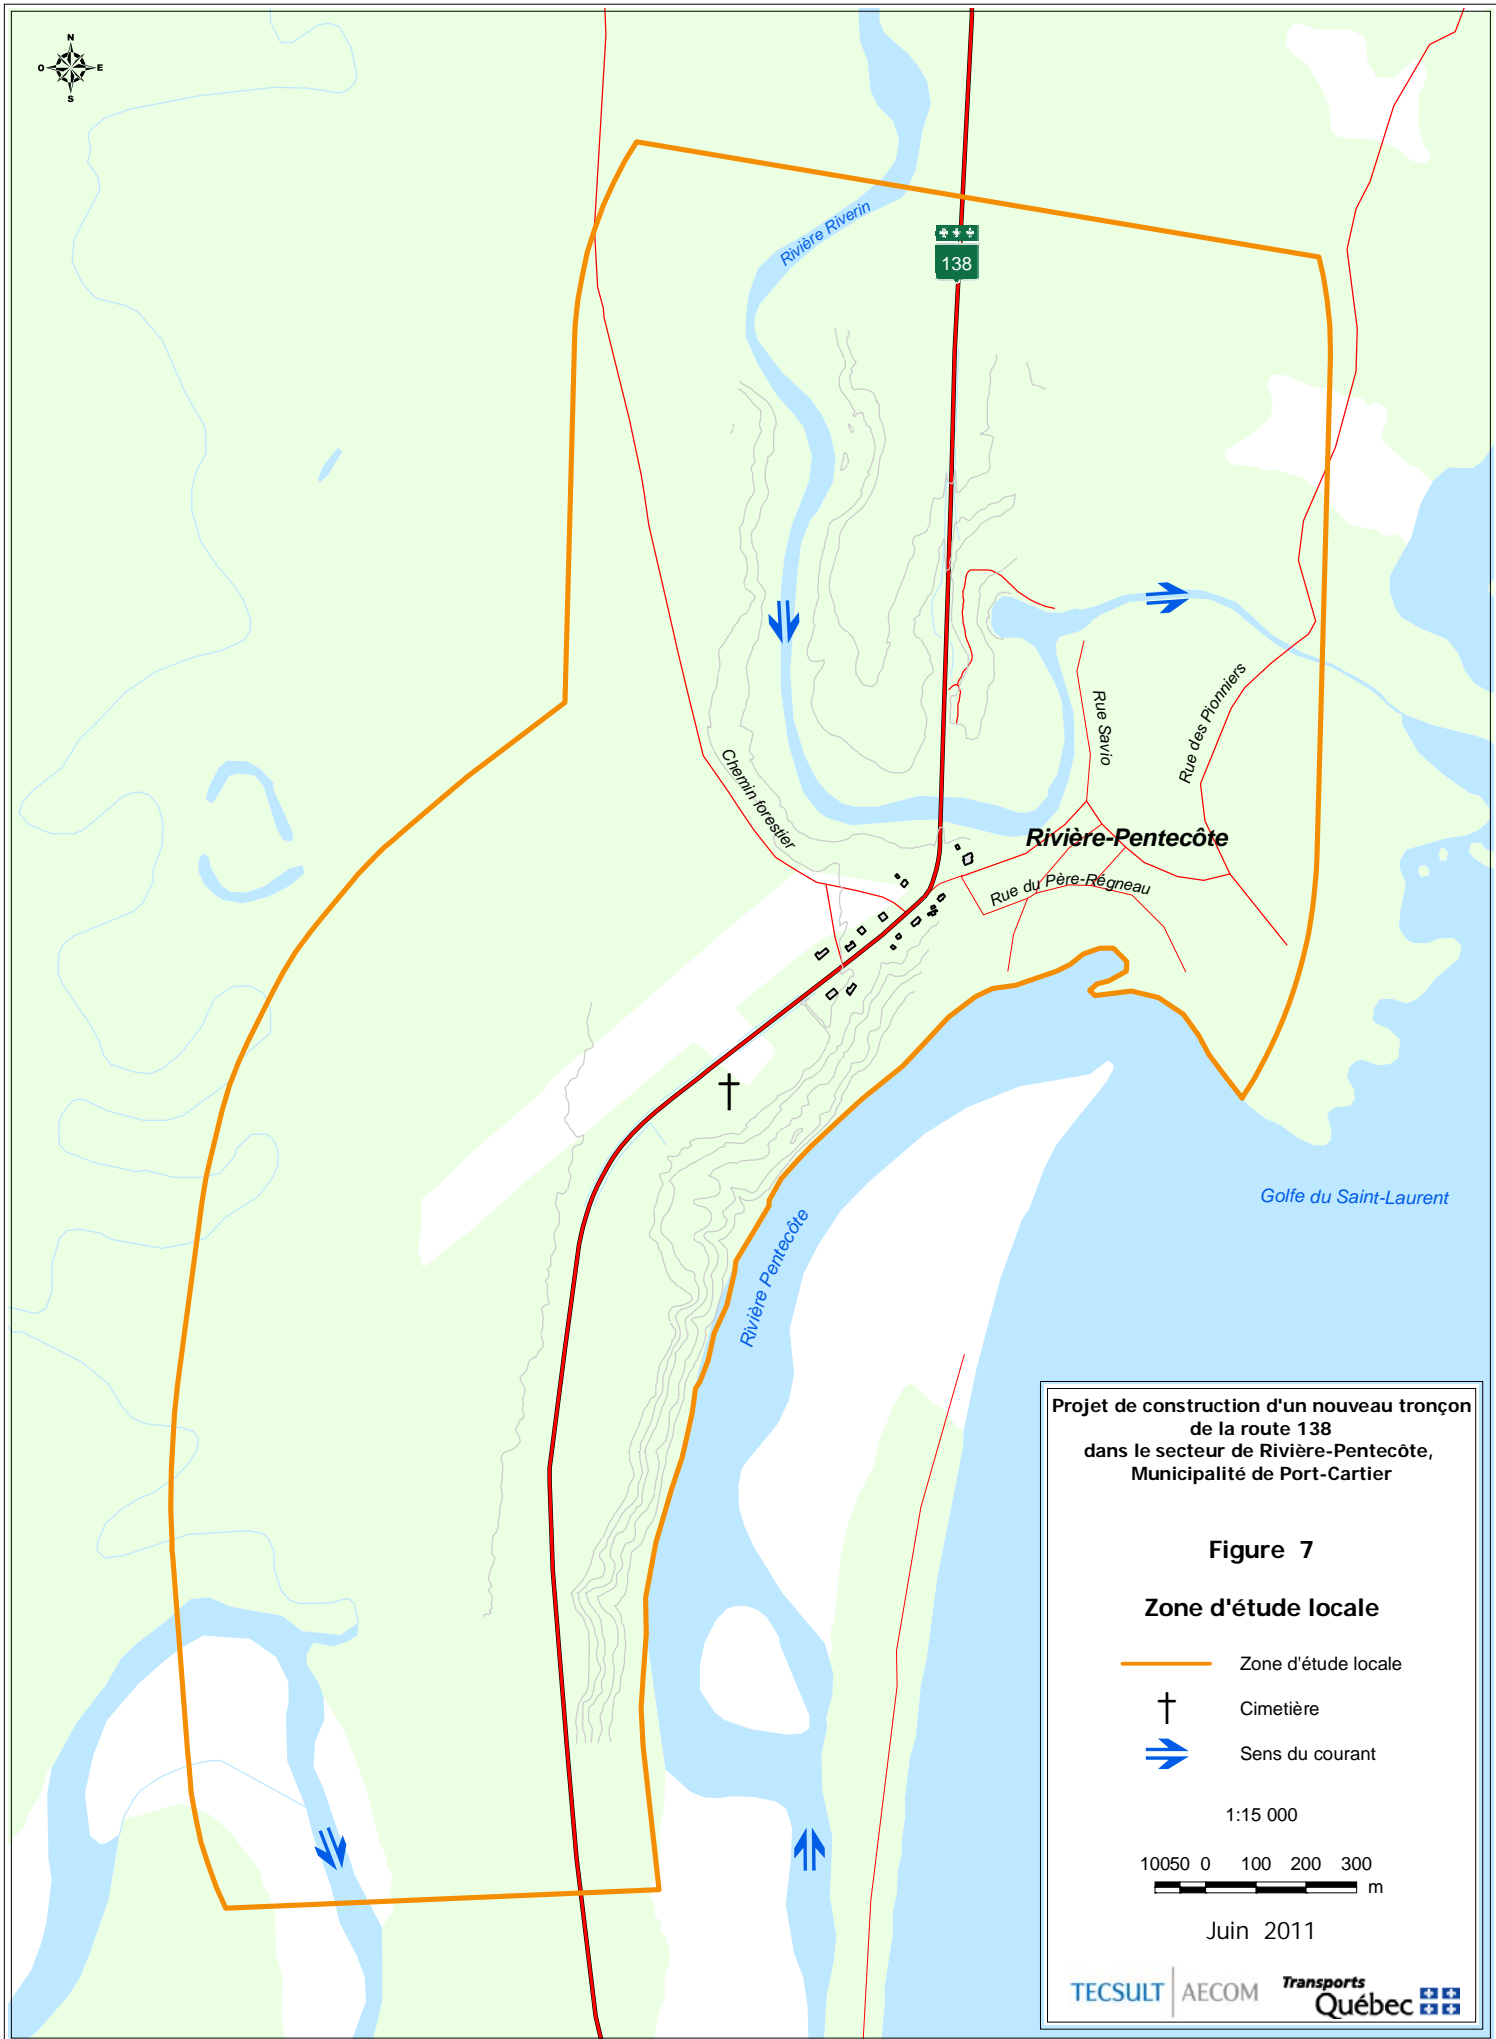 N
O E
S
Rivière Riverin
138
Rue Savio
Rue des Pionniers
Chemin forestier
Rivière-Pentecôte
Rue du Père-Régneau
Golfe du Saint-Laurent
Rivière Pentecôte
Projet de construction d'un nouveau tronçon
de la route 138
dans le secteur de Rivière-Pentecôte,
Municipalité de Port-Cartier
Figure 7
Zone d'étude locale
Zone d'étude locale
Cimetière
Sens du courant
1:15 000
10050 0 100 200 300
m
Juin 2011
TECSULT AECOM Transports
Québec